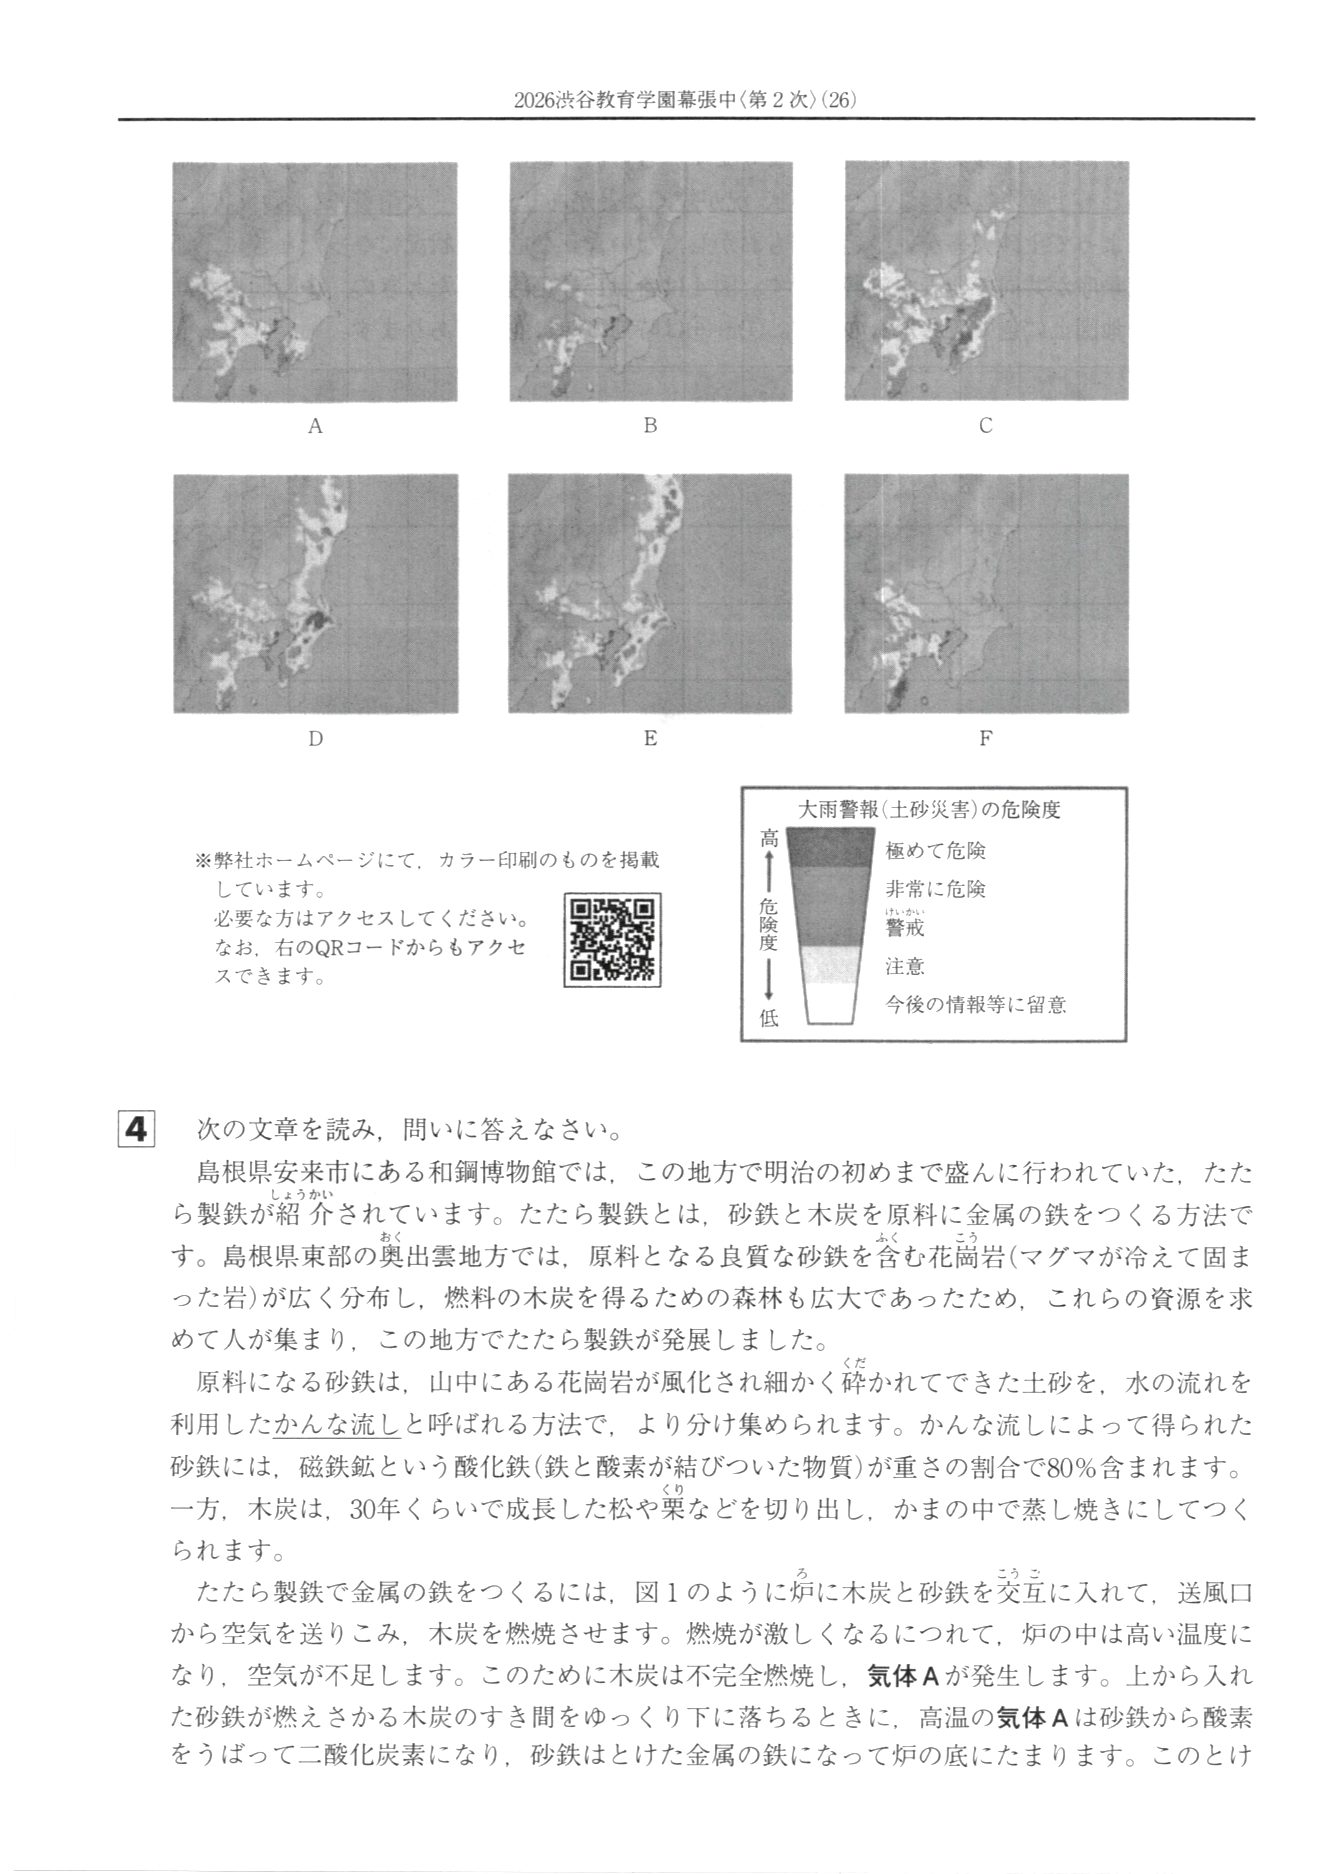 2026渋谷教育学園幕張中〈第2次〉(26)
A
B
C
D
E
F
※弊社ホームページにて，カラー印刷のものを掲載
しています。
必要な方はアクセスしてください。
なお，右のQRコードからもアクセ
スできます。
大雨警報(土砂災害)の危険度
高
危険度
低
極めて危険
非常に危険
けいかい
警戒
注意
今後の情報等に留意
4 次の文章を読み，問いに答えなさい。
島根県安来市にある和鋼博物館では，この地方で明治の初めまで盛んに行われていた，たた
しょうかい
ら製鉄が紹介されています。たたら製鉄とは，砂鉄と木炭を原料に金属の鉄をつくる方法で
おく ふく こう
す。島根県東部の奥出雲地方では，原料となる良質な砂鉄を含む花崗岩(マグマが冷えて固ま
った岩)が広く分布し，燃料の木炭を得るための森林も広大であったため，これらの資源を求
めて人が集まり，この地方でたたら製鉄が発展しました。
くだ
原料になる砂鉄は，山中にある花崗岩が風化され細かく砕かれてできた土砂を，水の流れを
利用したかんな流しと呼ばれる方法で，より分け集められます。かんな流しによって得られた
砂鉄には，磁鉄鉱という酸化鉄(鉄と酸素が結びついた物質)が重さの割合で80%含まれます。
くり
一方，木炭は，30年くらいで成長した松や栗などを切り出し，かまの中で蒸し焼きにしてつく
られます。
ろ こうご
たたら製鉄で金属の鉄をつくるには，図1のように炉に木炭と砂鉄を交互に入れて，送風口
から空気を送りこみ，木炭を燃焼させます。燃焼が激しくなるにつれて，炉の中は高い温度に
なり，空気が不足します。このために木炭は不完全燃焼し，気体Aが発生します。上から入れ
た砂鉄が燃えさかる木炭のすき間をゆっくり下に落ちるときに，高温の気体Aは砂鉄から酸素
をうばって二酸化炭素になり，砂鉄はとけた金属の鉄になって炉の底にたまります。このとけ